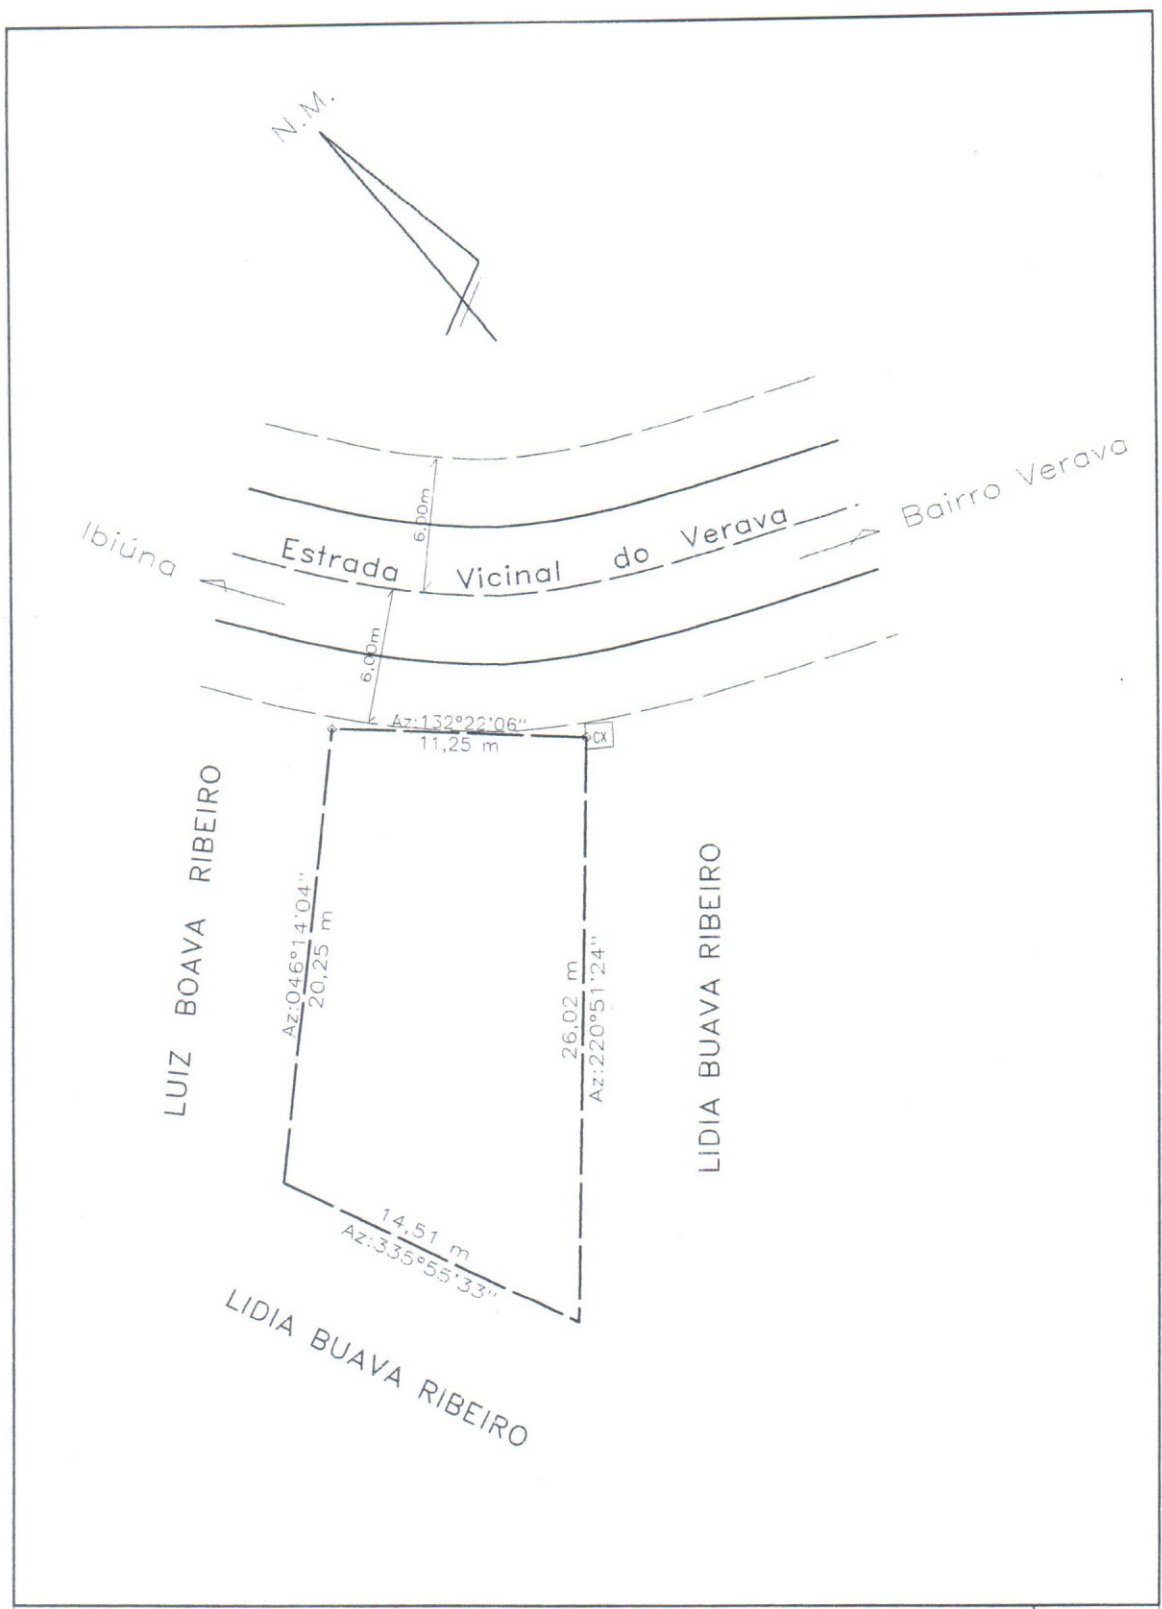 N.M.
6.00m
Ibiúna
Estrada Vicinal do Verava
Bairro Verava
6.00m
Az:132°22'06"
11,25 m
CX
LUIZ BOAVA RIBEIRO
Az:046°14'04"
20,25 m
26,02 m
Az:220°51'24"
LIDIA BUAVA RIBEIRO
14,51 m
Az:335°55'33"
LIDIA BUAVA RIBEIRO